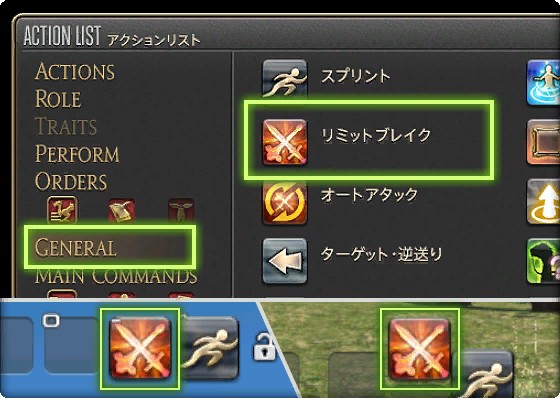 ACTION LIST アクションリスト
ACTIONS
ROLE
TRAITS
PERFORM
ORDERS
GENERAL
MAIN COMMANDS
スプリント
リミットブレイク
オートアタック
ターゲット・逆送り